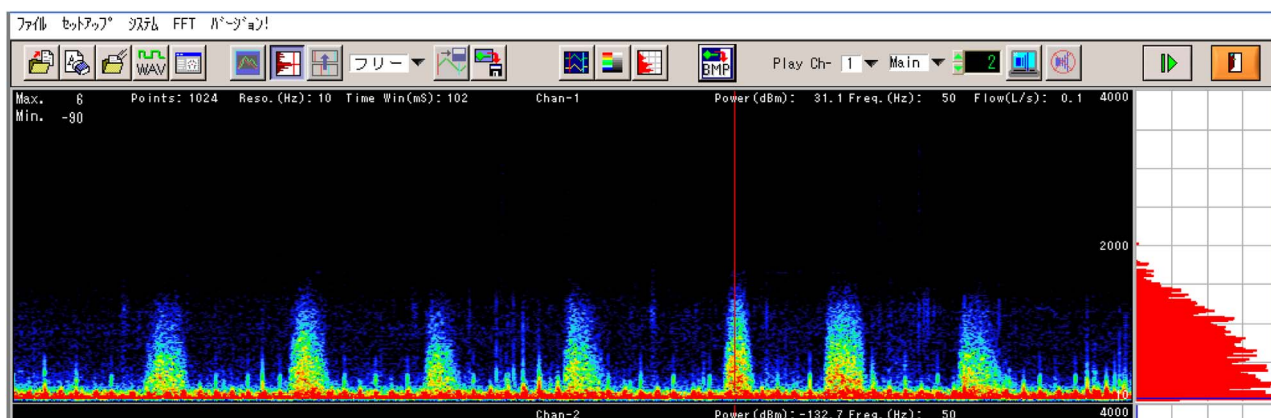 ファイル セットアップ システム FFT バージョン!
WAV フリー BMP Play Ch- 1 Main 2
Max. 6 Points: 1024 Reso.(Hz): 10 Time Win(mS): 102 Chan-1 Power(dBm): 31.1 Freq.(Hz): 50 Flow(L/s): 0.1 4000
Min. -90
2000
0
Chan-2 Power(dBm): -132.7 Freq.(Hz): 50 4000